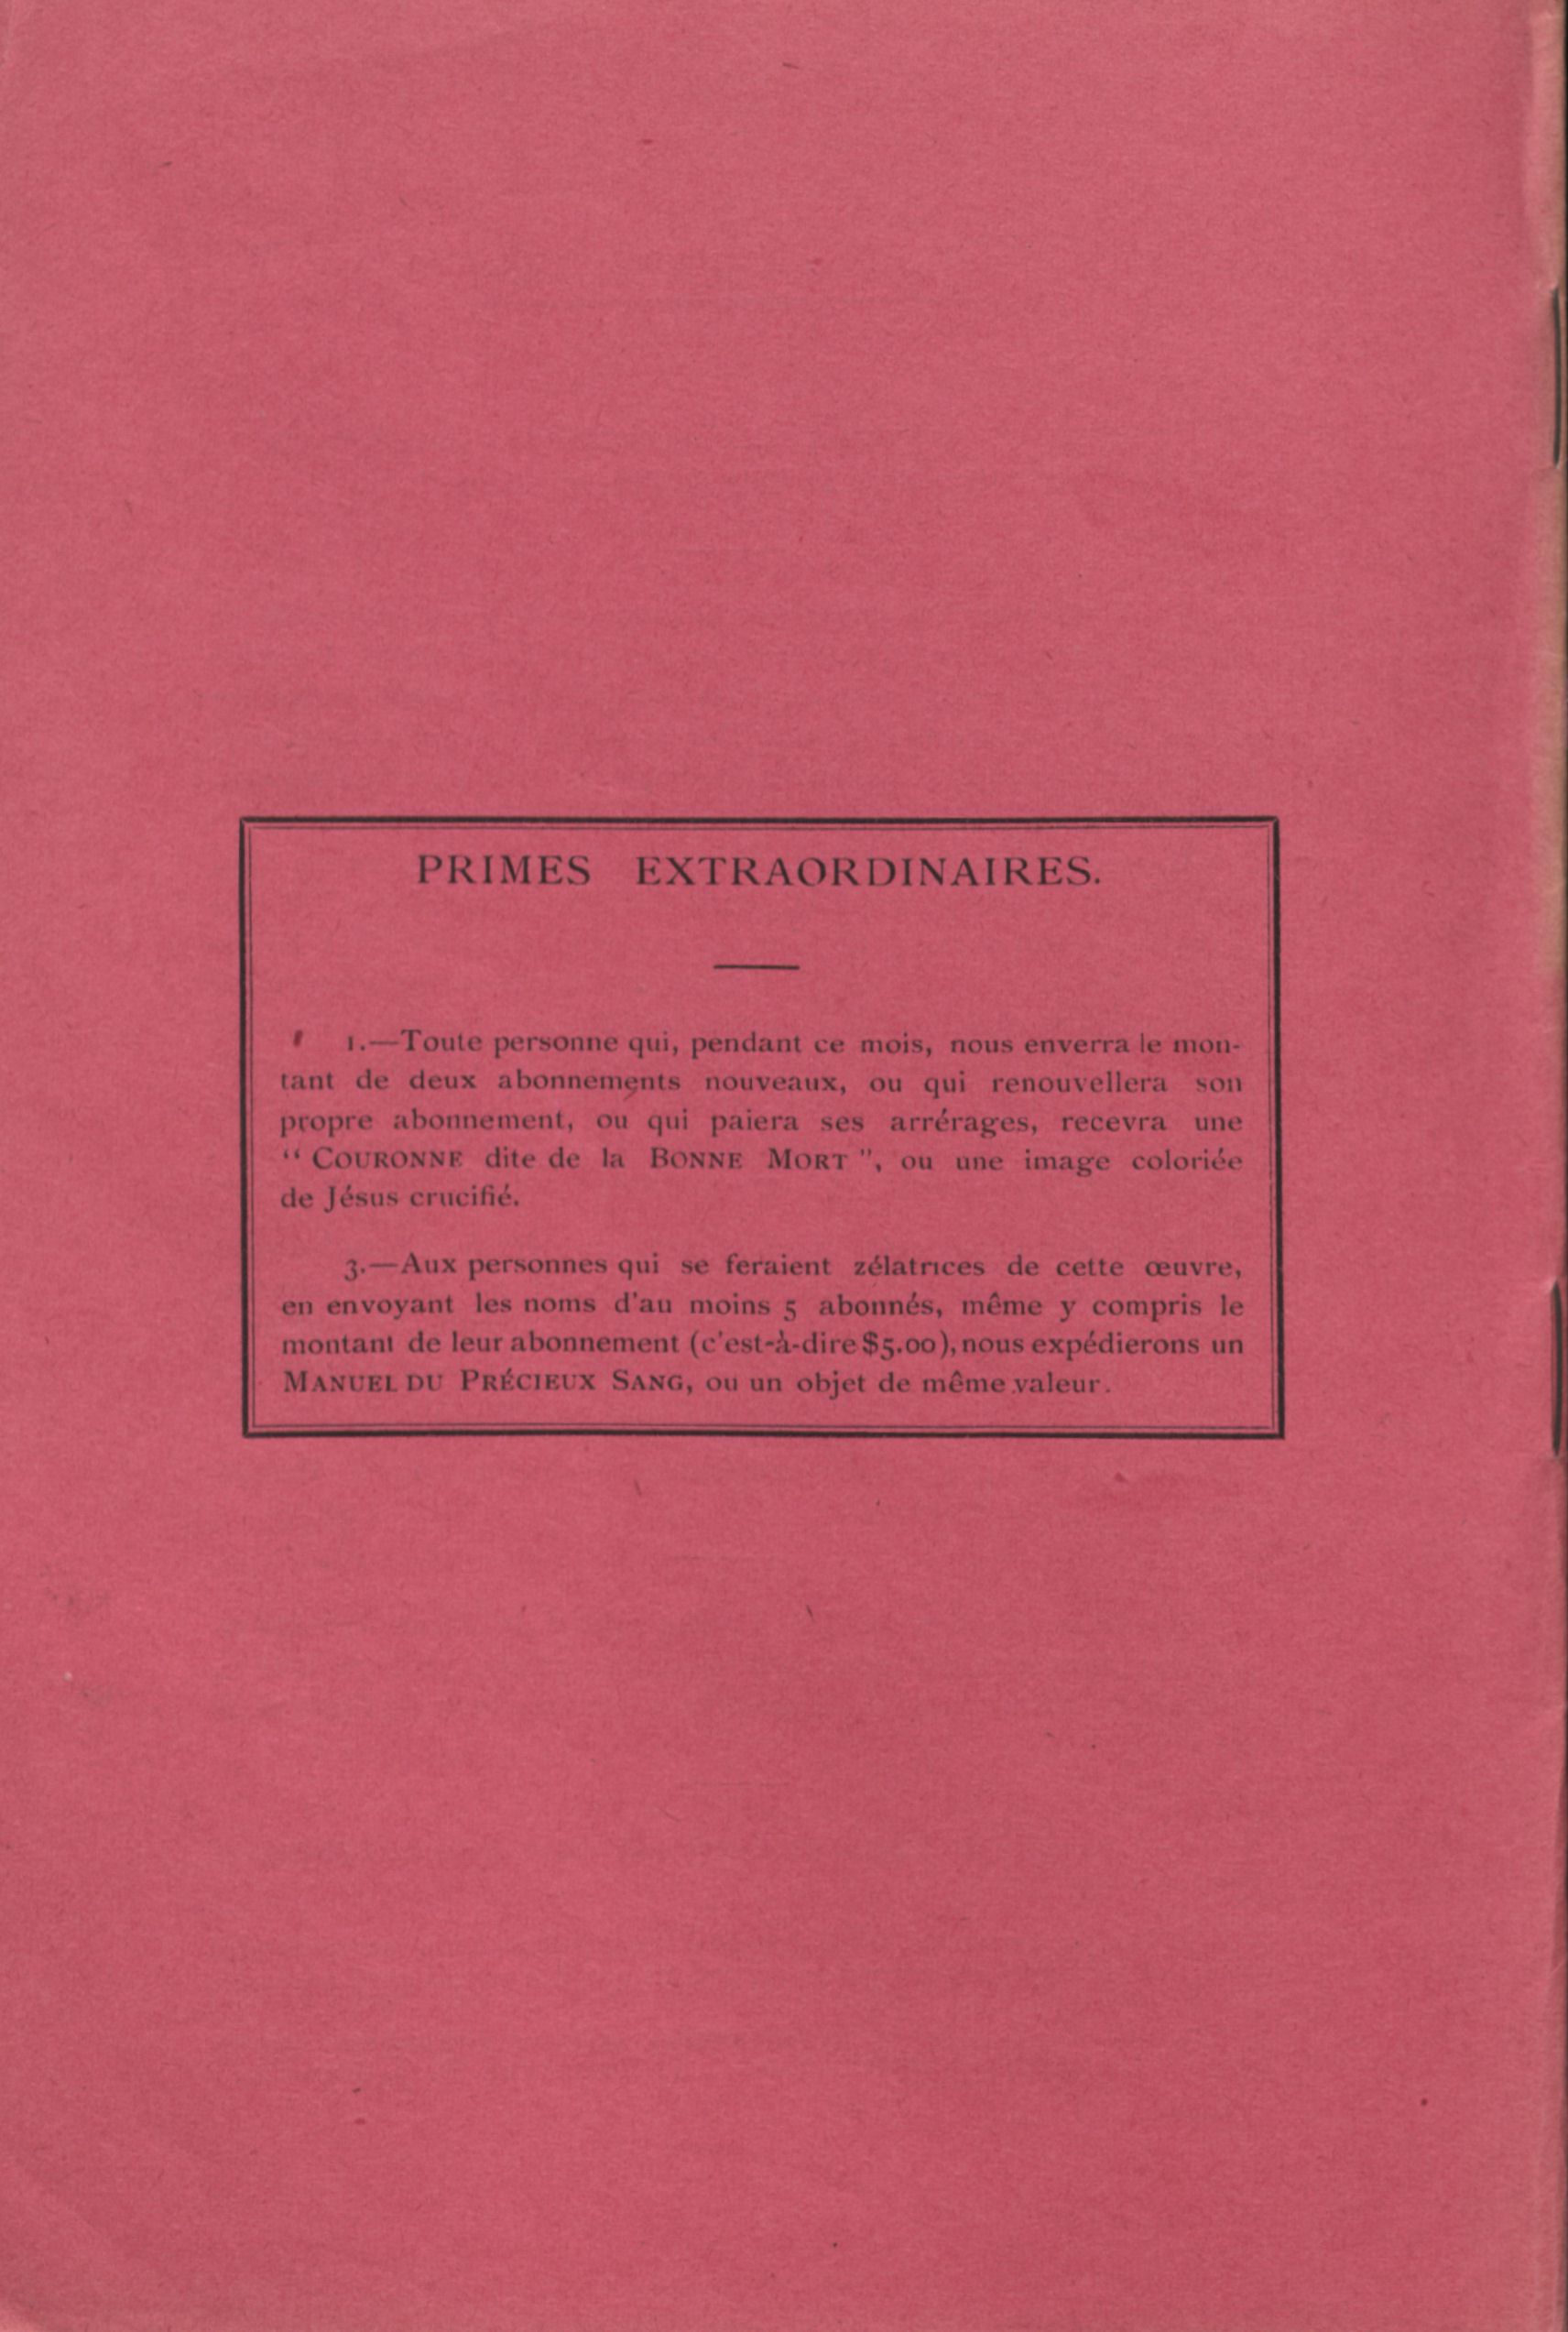 PRIMES EXTRAORDINAIRES.
1.—Toute personne qui, pendant ce mois, nous enverra le mon-
tant de deux abonnements nouveaux, ou qui renouvellera son
propre abonnement, ou qui paiera ses arrérages, recevra une
“ COURONNE dite de la BONNE MORT ”, ou une image coloriée
de Jésus crucifié.
3.—Aux personnes qui se feraient zélatrices de cette œuvre,
en envoyant les noms d'au moins 5 abonnés, même y compris le
montant de leur abonnement (c'est-à-dire $5.00), nous expédierons un
MANUEL DU PRÉCIEUX SANG, ou un objet de même valeur.